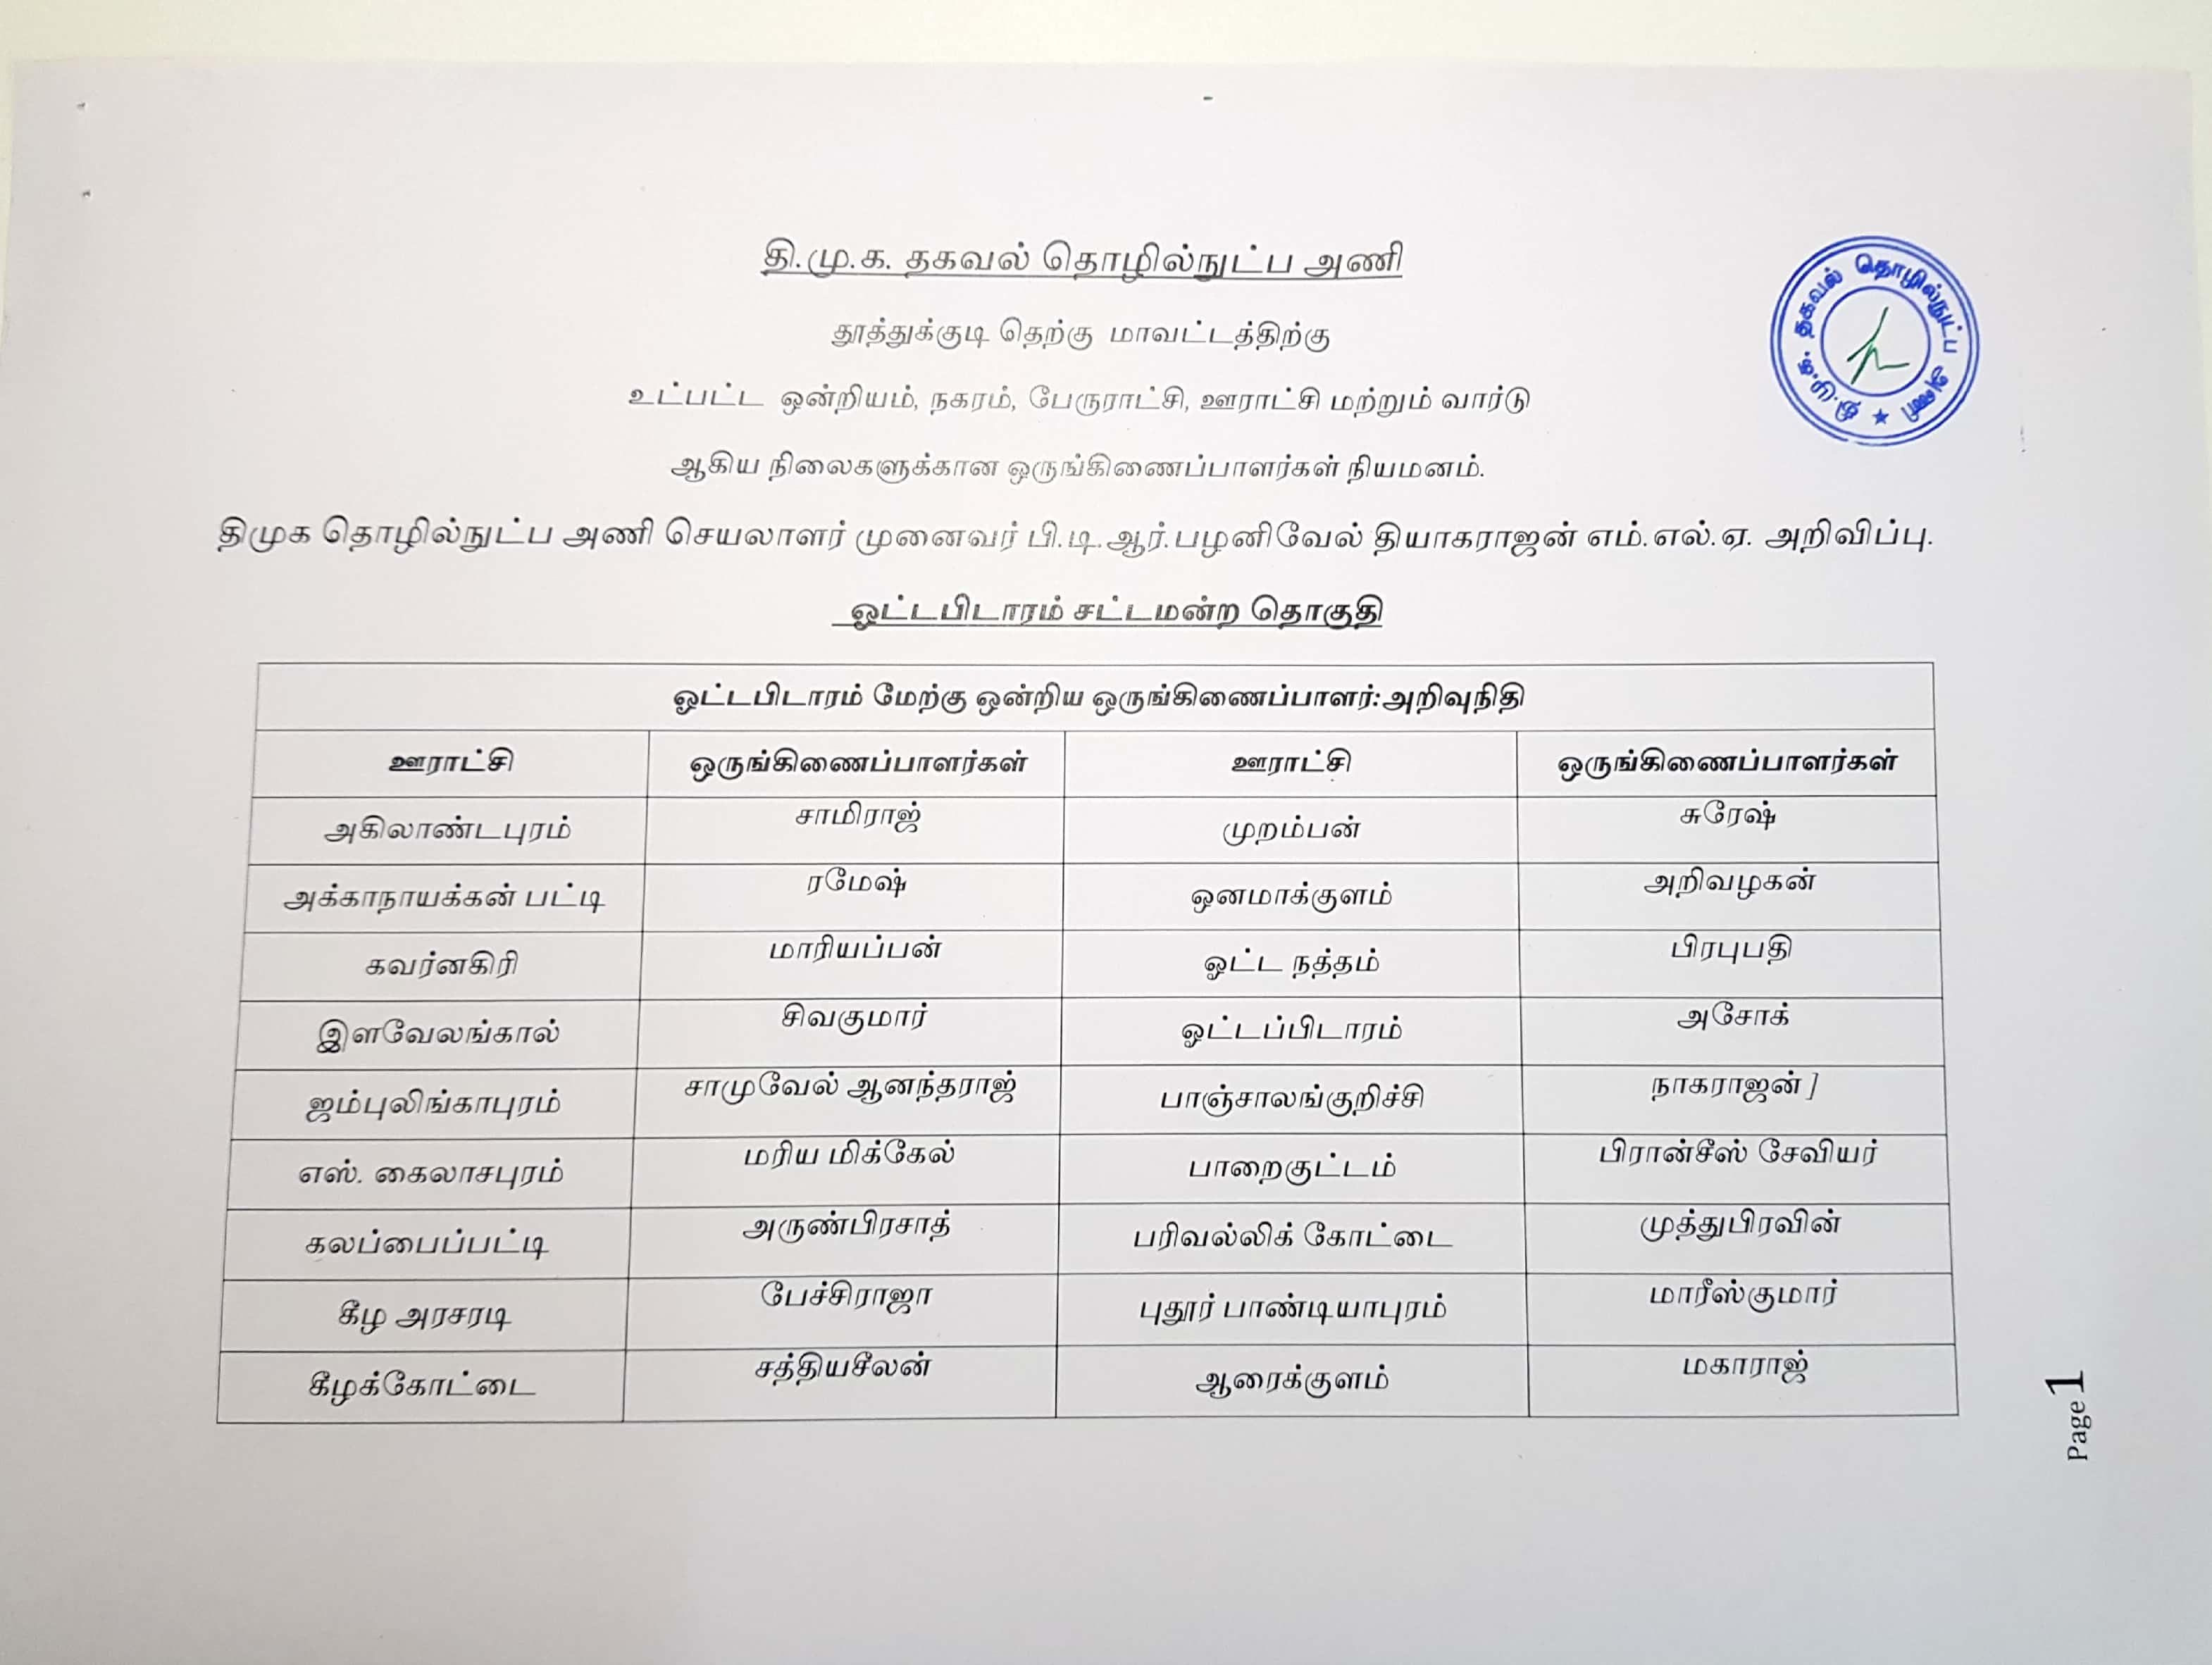 தி.மு.க. தகவல் தொழில்நுட்ப அணி
தூத்துக்குடி தெற்கு மாவட்டத்திற்கு
உட்பட்ட ஒன்றியம், நகரம், பேருராட்சி, ஊராட்சி மற்றும் வார்டு
ஆகிய நிலைகளுக்கான ஒருங்கிணைப்பாளர்கள் நியமனம்.
திமுக தொழில்நுட்ப அணி செயலாளர் முனைவர் பி.டி.ஆர்.பழனிவேல் தியாகராஜன் எம்.எல்.ஏ. அறிவிப்பு.
ஓட்டபிடாரம் சட்டமன்ற தொகுதி
தி.மு.க. தகவல் தொழில்நுட்ப அணி
ஓட்டபிடாரம் மேற்கு ஒன்றிய ஒருங்கிணைப்பாளர்:அறிவுநிதி
ஊராட்சி ஒருங்கிணைப்பாளர்கள் ஊராட்சி ஒருங்கிணைப்பாளர்கள்
அகிலாண்டபுரம் சாமிராஜ் முறம்பன் சுரேஷ்
அக்காநாயக்கன் பட்டி ரமேஷ் ஒனமாக்குளம் அறிவழகன்
கவர்னகிரி மாரியப்பன் ஓட்ட நத்தம் பிரபுபதி
இளவேலங்கால் சிவகுமார் ஓட்டப்பிடாரம் அசோக்
ஜம்புலிங்காபுரம் சாமுவேல் ஆனந்தராஜ் பாஞ்சாலங்குறிச்சி நாகராஜன்]
எஸ். கைலாசபுரம் மரிய மிக்கேல் பாறைகுட்டம் பிரான்சீஸ் சேவியர்
கலப்பைப்பட்டி அருண்பிரசாத் பரிவல்லிக் கோட்டை முத்துபிரவின்
கீழ அரசரடி பேச்சிராஜா புதூர் பாண்டியாபுரம் மாரீஸ்குமார்
கீழக்கோட்டை சத்தியசீலன் ஆரைக்குளம் மகாராஜ்
Page 1